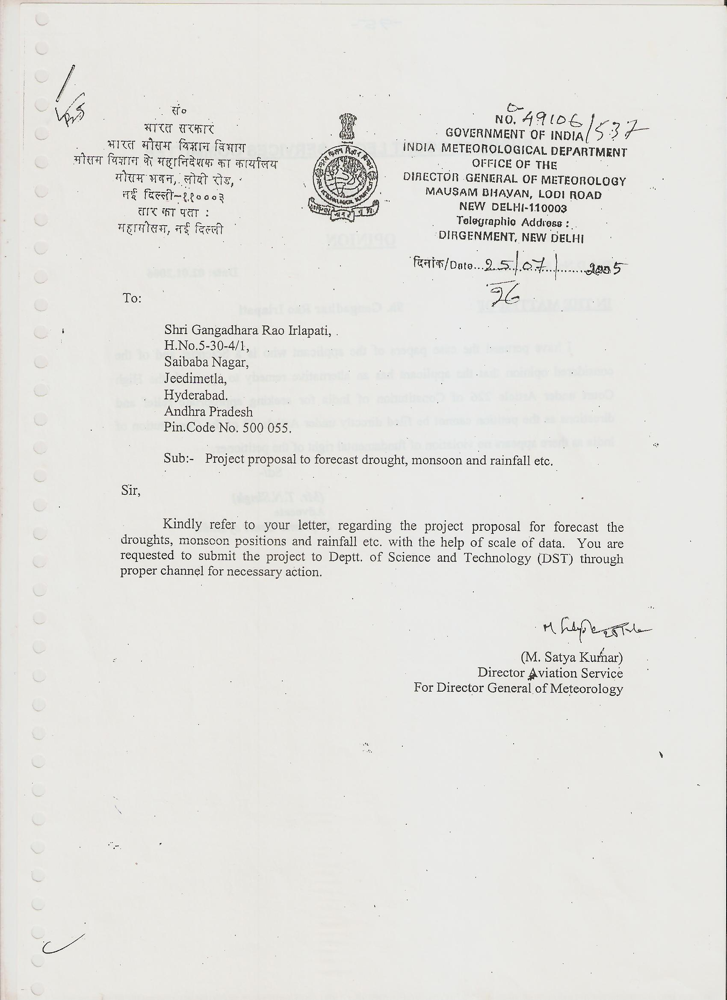 सं०
भारत सरकार
भारत मौसम विज्ञान विभाग
मौसम विज्ञान के महानिदेशक का कार्यालय
मौसम भवन, लोदी रोड,
नई दिल्ली-११०००३
तार का पता :
महामौसम, नई दिल्ली
NO. 49106/537
GOVERNMENT OF INDIA
INDIA METEOROLOGICAL DEPARTMENT
OFFICE OF THE
DIRECTOR GENERAL OF METEOROLOGY
MAUSAM BHAVAN, LODI ROAD
NEW DELHI-110003
Telegraphic Address :
DIRGENMENT, NEW DELHI
दिनांक/Date...25/07/........2005
26
To:
Shri Gangadhara Rao Irlapati,
H.No.5-30-4/1,
Saibaba Nagar,
Jeedimetla,
Hyderabad.
Andhra Pradesh
Pin.Code No. 500 055.
Sub:- Project proposal to forecast drought, monsoon and rainfall etc.
Sir,
Kindly refer to your letter, regarding the project proposal for forecast the
droughts, monsoon positions and rainfall etc. with the help of scale of data. You are
requested to submit the project to Deptt. of Science and Technology (DST) through
proper channel for necessary action.
(M. Satya Kumar)
Director Aviation Service
For Director General of Meteorology